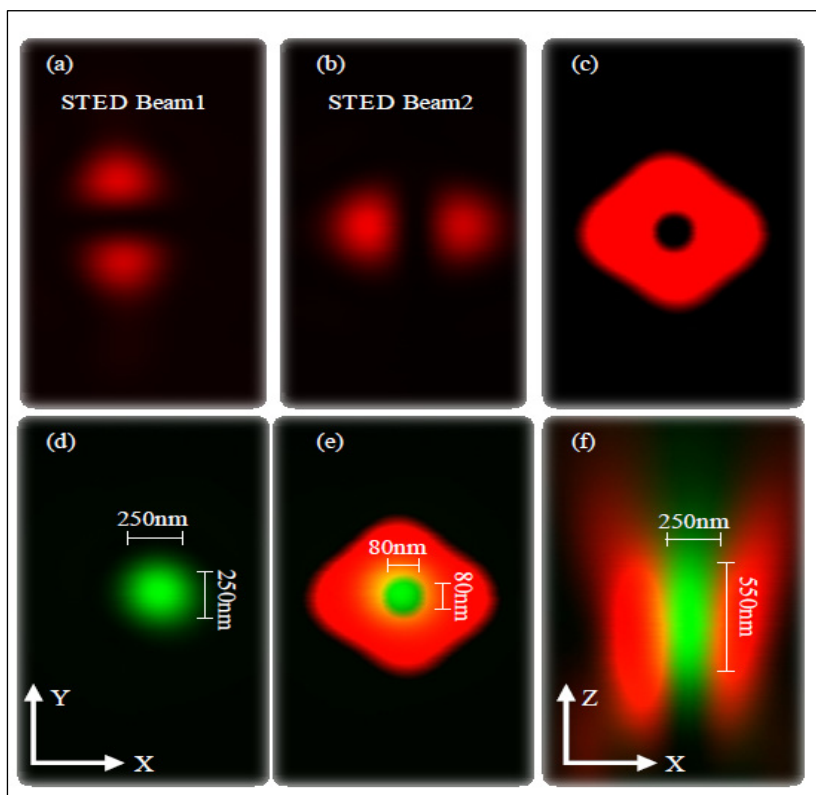 (a)
STED Beam1
(b)
STED Beam2
(c)
(d)
250nm
250nm
Y
X
(e)
80nm
80nm
(f)
250nm
550nm
Z
X